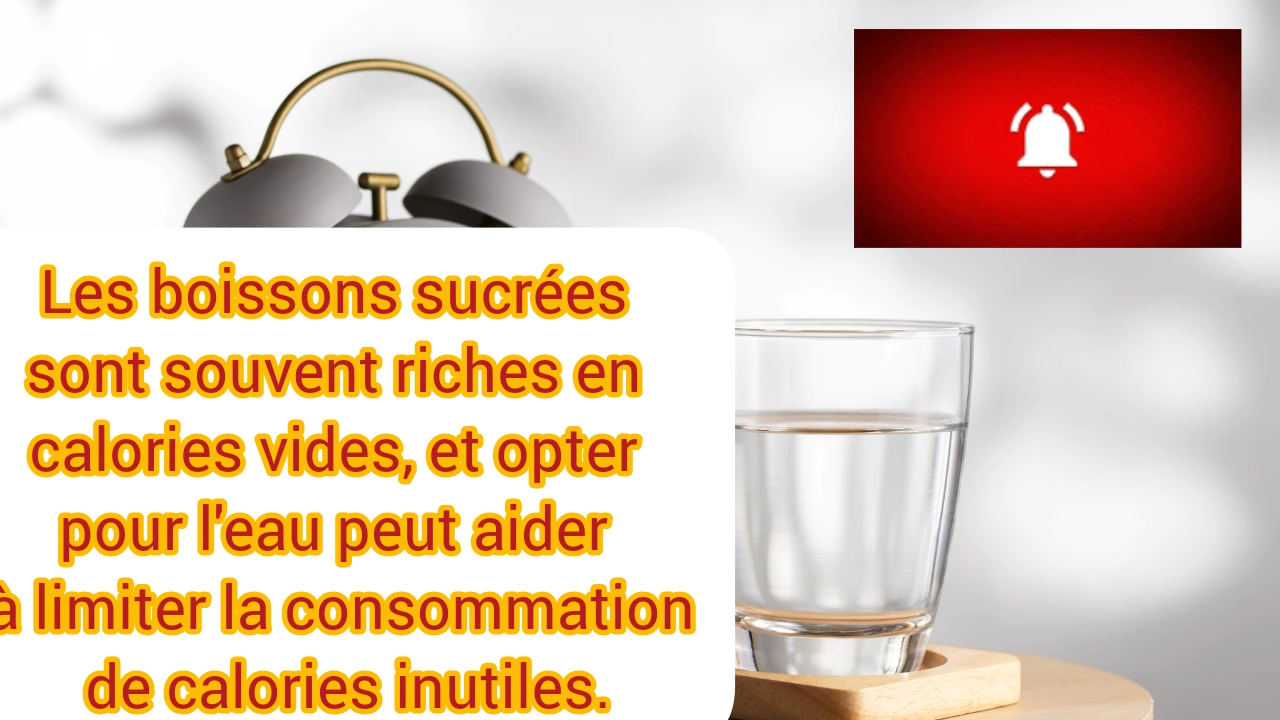 Les boissons sucrées
sont souvent riches en
calories vides, et opter
pour l'eau peut aider
à limiter la consommation
de calories inutiles.